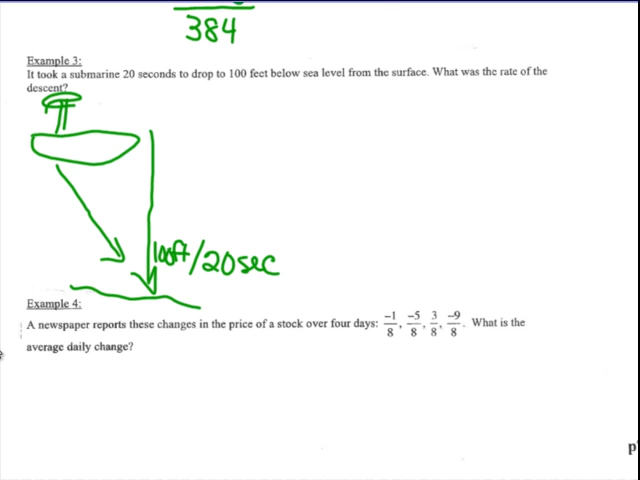 384
Example 3:
It took a submarine 20 seconds to drop to 100 feet below sea level from the surface. What was the rate of the
descent?
100ft/20sec
Example 4:
A newspaper reports these changes in the price of a stock over four days: -1/8, -5/8, 3/8, -9/8. What is the
average daily change?
p